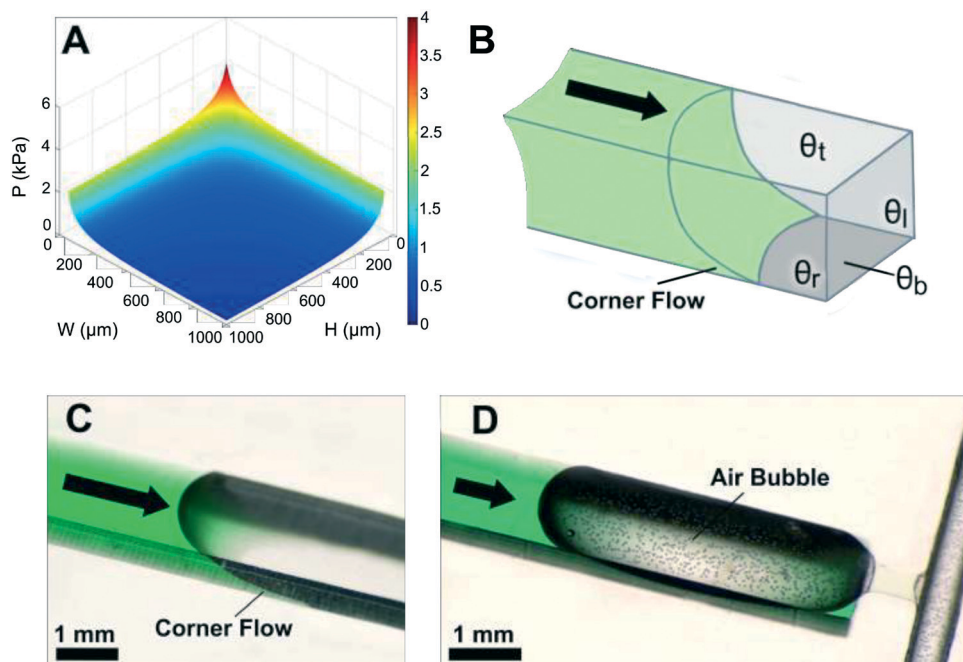 A
P (kPa)
6
4
2
0
0
200
400
600
800
1000
W (µm)
1000
800
600
400
200
0
H (µm)
4
3.5
3
2.5
2
1.5
1
0.5
0
B
θt
θl
θr
θb
Corner Flow
C
Corner Flow
1 mm
D
Air Bubble
1 mm